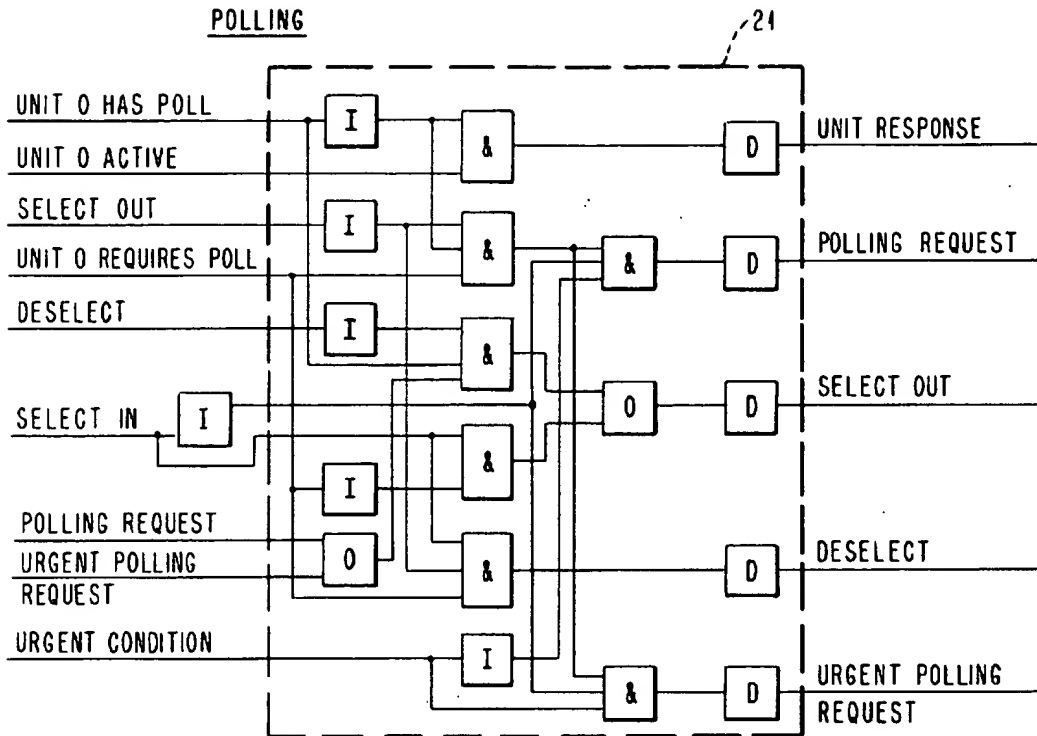 POLLING
21
UNIT 0 HAS POLL
I
&
D
UNIT RESPONSE
UNIT 0 ACTIVE
SELECT OUT
I
&
&
D
POLLING REQUEST
UNIT 0 REQUIRES POLL
DESELECT
I
&
O
D
SELECT OUT
SELECT IN
I
&
I
POLLING REQUEST
URGENT POLLING
REQUEST
O
&
D
DESELECT
URGENT CONDITION
I
&
D
URGENT POLLING
REQUEST